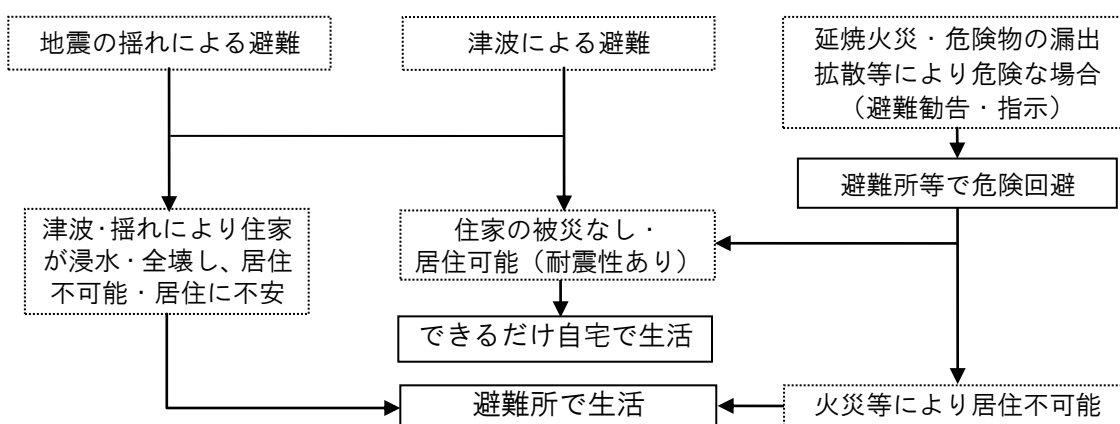 地震の揺れによる避難
津波による避難
延焼火災・危険物の漏出
拡散等により危険な場合
（避難勧告・指示）
避難所等で危険回避
津波・揺れにより住家
が浸水・全壊し、居住
不可能・居住に不安
住家の被災なし・
居住可能（耐震性あり）
できるだけ自宅で生活
避難所で生活
火災等により居住不可能